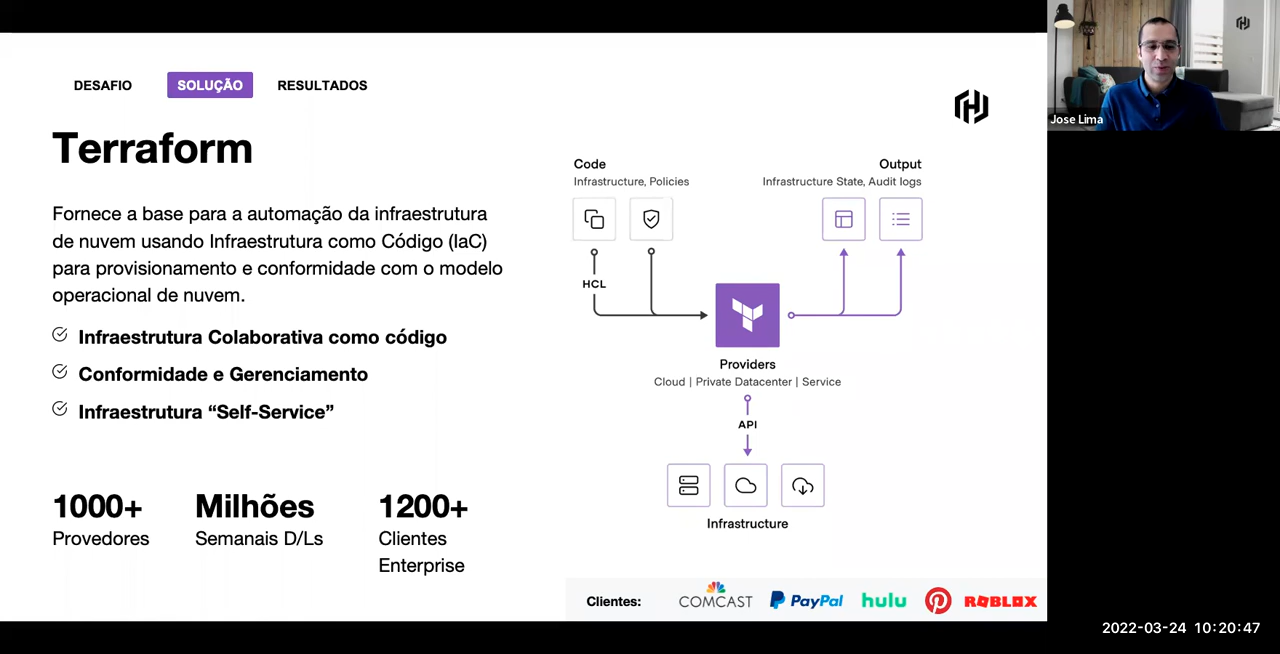 DESAFIO
SOLUÇÃO
RESULTADOS
Terraform
Fornece a base para a automação da infraestrutura
de nuvem usando Infraestrutura como Código (IaC)
para provisionamento e conformidade com o modelo
operacional de nuvem.
Infraestrutura Colaborativa como código
Conformidade e Gerenciamento
Infraestrutura “Self-Service”
1000+
Provedores
Milhões
Semanais D/Ls
1200+
Clientes
Enterprise
Code
Infrastructure, Policies
Output
Infrastructure State, Audit logs
HCL
Providers
Cloud | Private Datacenter | Service
API
Infrastructure
Clientes:
COMCAST
PayPal
hulu
ROBLOX
Jose Lima
2022-03-24 10:20:47